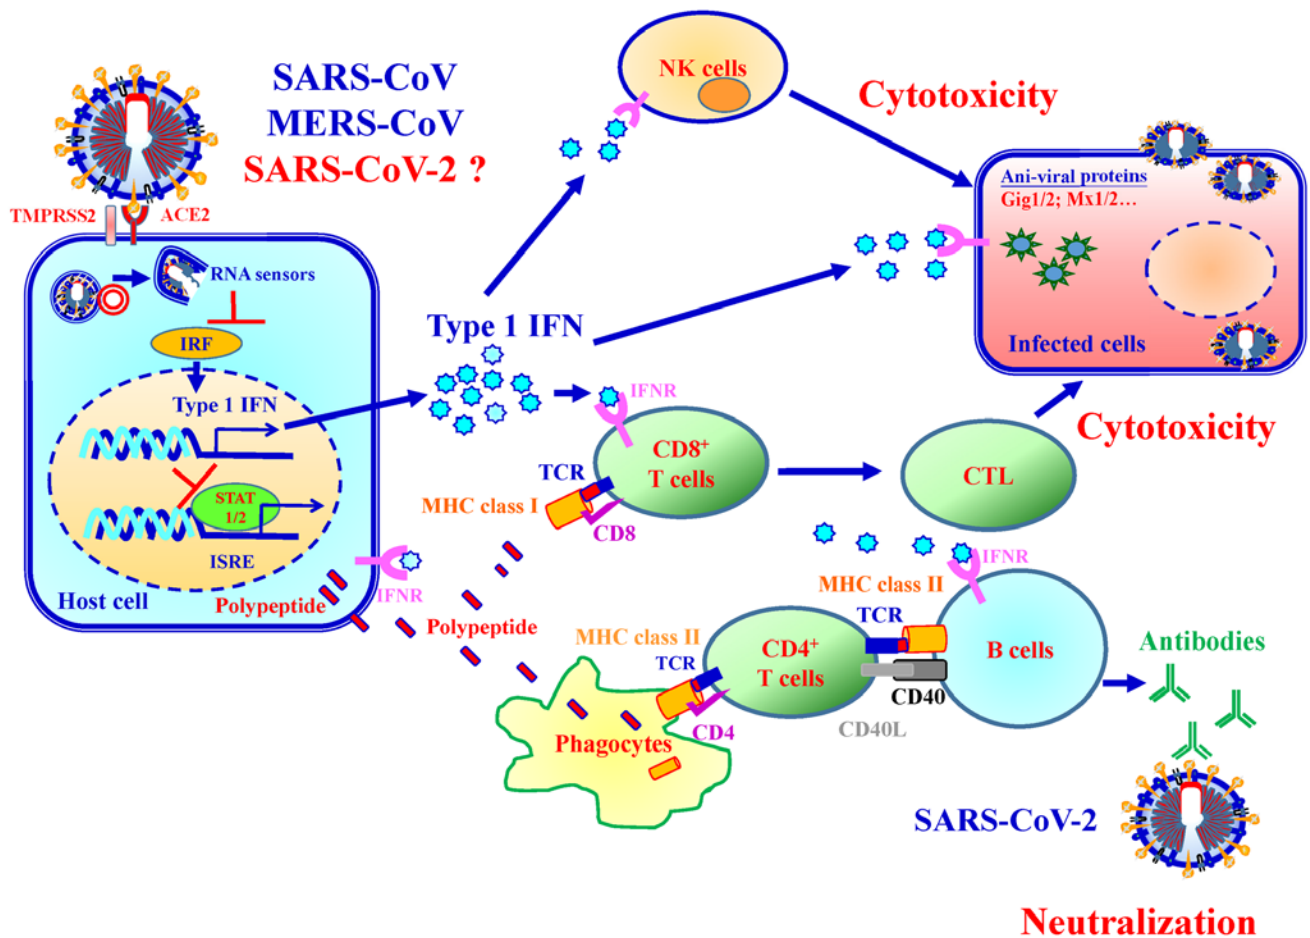 SARS-CoV
MERS-CoV
SARS-CoV-2 ?
TMPRSS2
ACE2
RNA sensors
IRF
Type 1 IFN
STAT
1/2
ISRE
Host cell
Polypeptide
IFNR
Type 1 IFN
NK cells
Cytotoxicity
Ani-viral proteins
Gig1/2; Mx1/2…
Infected cells
IFNR
CD8+
T cells
TCR
MHC class I
CD8
CTL
Cytotoxicity
Polypeptide
MHC class II
TCR
CD4+
T cells
CD4
Phagocytes
MHC class II
TCR
IFNR
B cells
CD40
CD40L
Antibodies
SARS-CoV-2
Neutralization